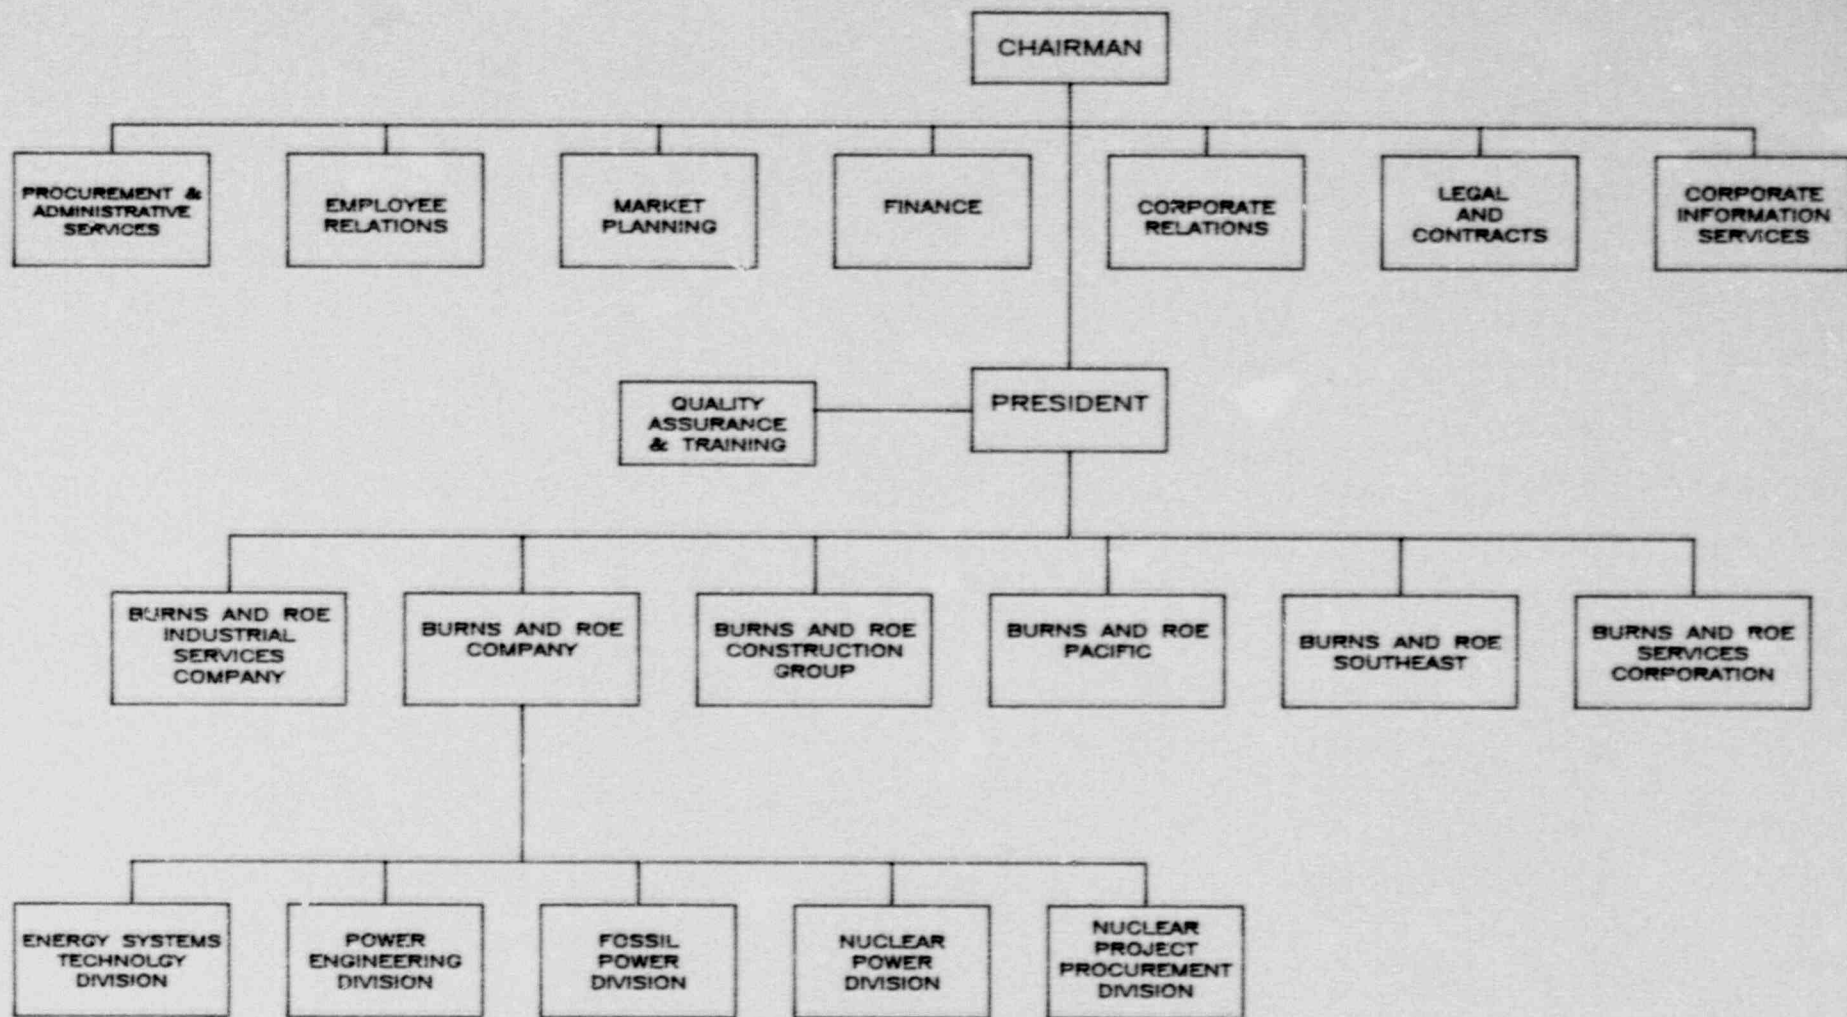 CHAIRMAN
PROCUREMENT &
ADMINISTRATIVE
SERVICES
EMPLOYEE
RELATIONS
MARKET
PLANNING
FINANCE
CORPORATE
RELATIONS
LEGAL
AND
CONTRACTS
CORPORATE
INFORMATION
SERVICES
QUALITY
ASSURANCE
& TRAINING
PRESIDENT
BURNS AND ROE
INDUSTRIAL
SERVICES
COMPANY
BURNS AND ROE
COMPANY
BURNS AND ROE
CONSTRUCTION
GROUP
BURNS AND ROE
PACIFIC
BURNS AND ROE
SOUTHEAST
BURNS AND ROE
SERVICES
CORPORATION
ENERGY SYSTEMS
TECHNOLGY
DIVISION
POWER
ENGINEERING
DIVISION
FOSSIL
POWER
DIVISION
NUCLEAR
POWER
DIVISION
NUCLEAR
PROJECT
PROCUREMENT
DIVISION